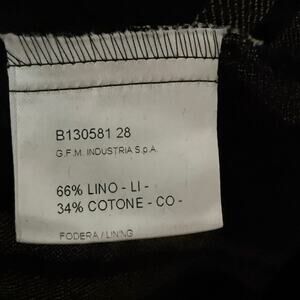 B130581 28
G.F.M. INDUSTRIA S.p.A.
66% LINO - LI -
34% COTONE - CO -
FODERA / LINING